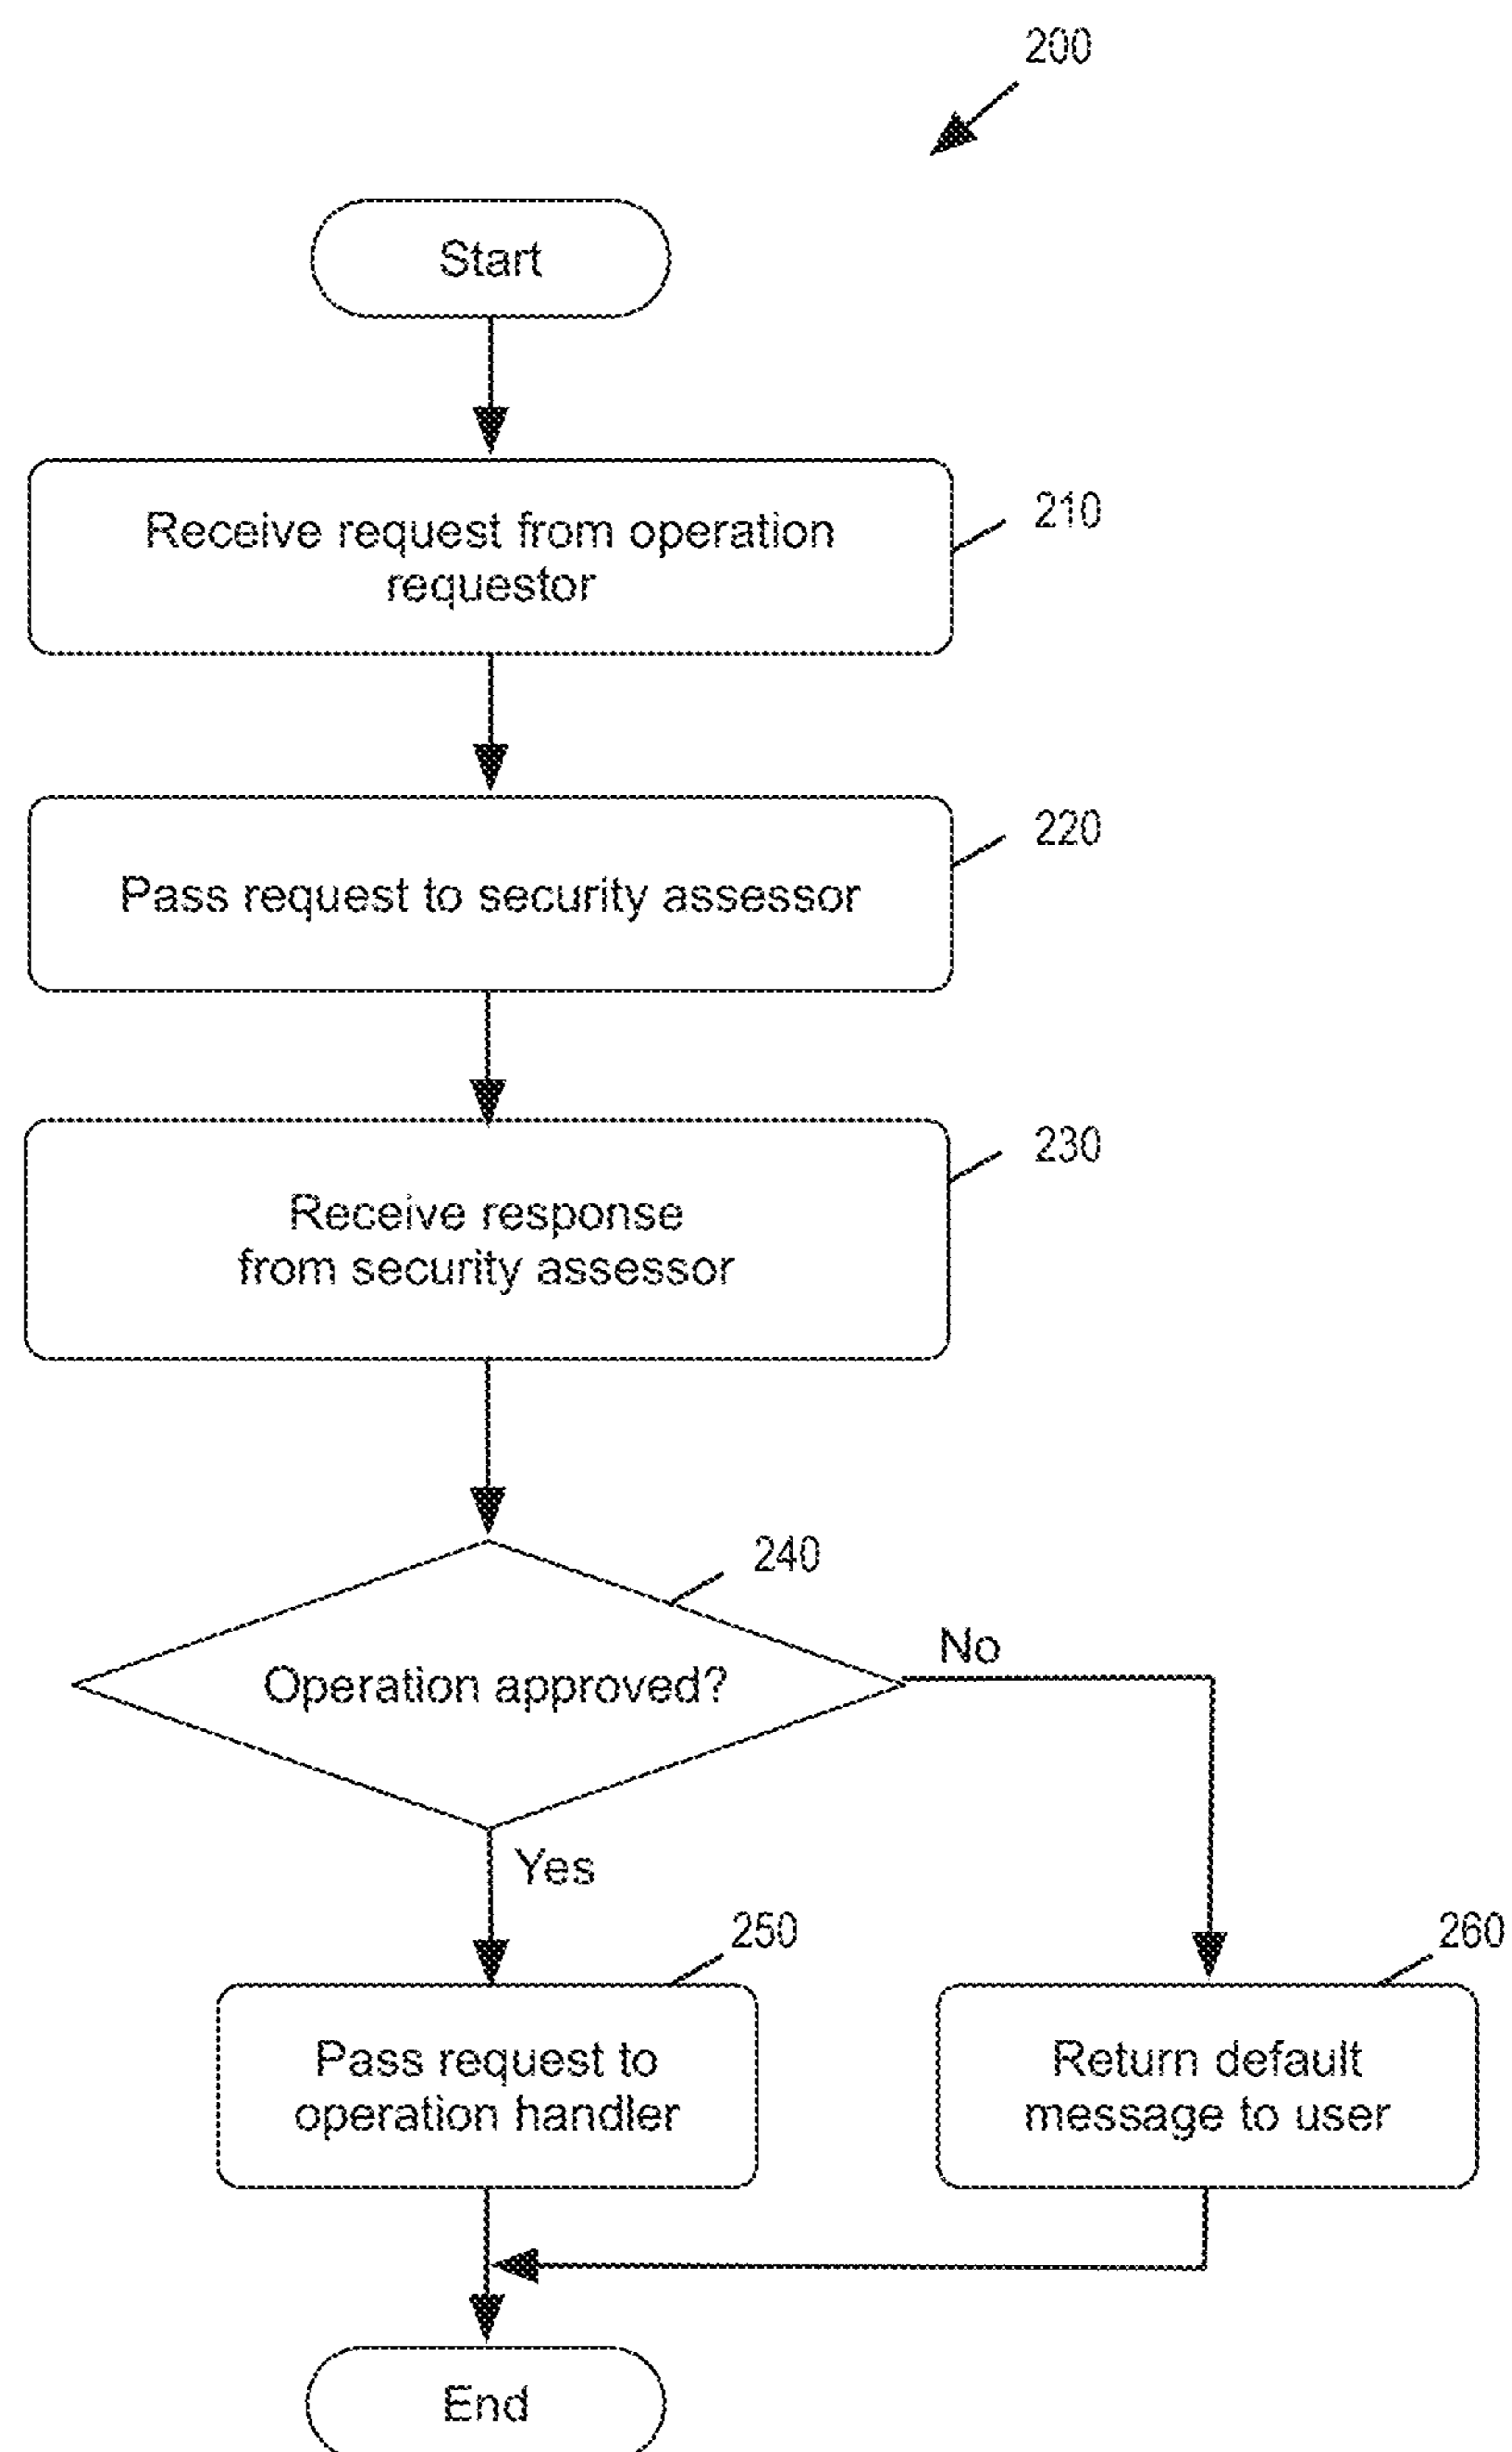 200
Start
Receive request from operation
requestor
210
Pass request to security assessor
220
Receive response
from security assessor
230
Operation approved?
240
No
Yes
Pass request to
operation handler
250
Return default
message to user
260
End